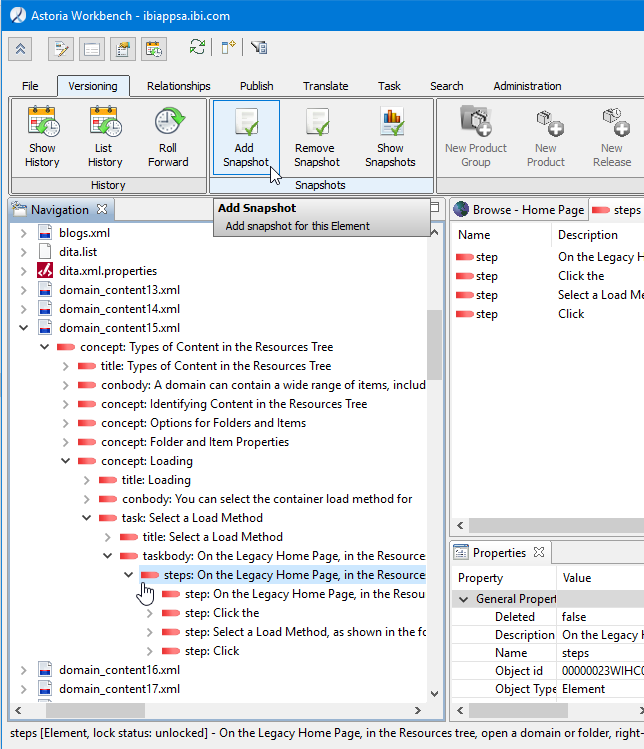 Astoria Workbench - ibiappsa.ibi.com
File Versioning Relationships Publish Translate Task Search Administration
Show History
List History
Roll Forward
History
Add Snapshot
Remove Snapshot
Show Snapshots
Snapshots
New Product Group
New Product
New Release
Add Snapshot
Add snapshot for this Element
Navigation
blogs.xml
dita.list
dita.xml.properties
domain_content13.xml
domain_content14.xml
domain_content15.xml
concept: Types of Content in the Resources Tree
title: Types of Content in the Resources Tree
conbody: A domain can contain a wide range of items, includ
concept: Identifying Content in the Resources Tree
concept: Options for Folders and Items
concept: Folder and Item Properties
concept: Loading
title: Loading
conbody: You can select the container load method for
task: Select a Load Method
title: Select a Load Method
taskbody: On the Legacy Home Page, in the Resource
steps: On the Legacy Home Page, in the Resource
step: On the Legacy Home Page, in the Resou
step: Click the
step: Select a Load Method, as shown in the fo
step: Click
domain_content16.xml
domain_content17.xml
Browse - Home Page
steps
Name Description
step On the Legacy H
step Click the
step Select a Load Me
step Click
Properties
Property Value
General Propert
Deleted false
Description On the Legacy H
Name steps
Object id 00000023WIHC0
Object Type Element
steps [Element, lock status: unlocked] - On the Legacy Home Page, in the Resources tree, open a domain or folder, right-